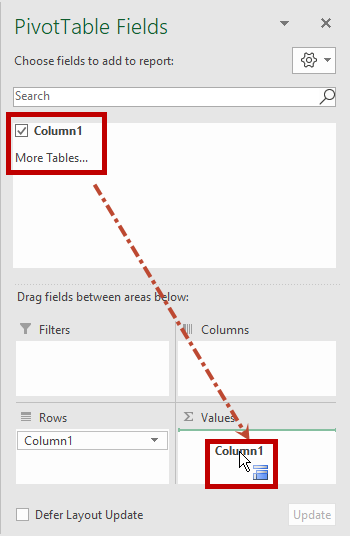 PivotTable Fields
Choose fields to add to report:
Search
Column1
More Tables...
Drag fields between areas below:
Filters
Columns
Rows
Σ Values
Column1
Column1
Defer Layout Update
Update